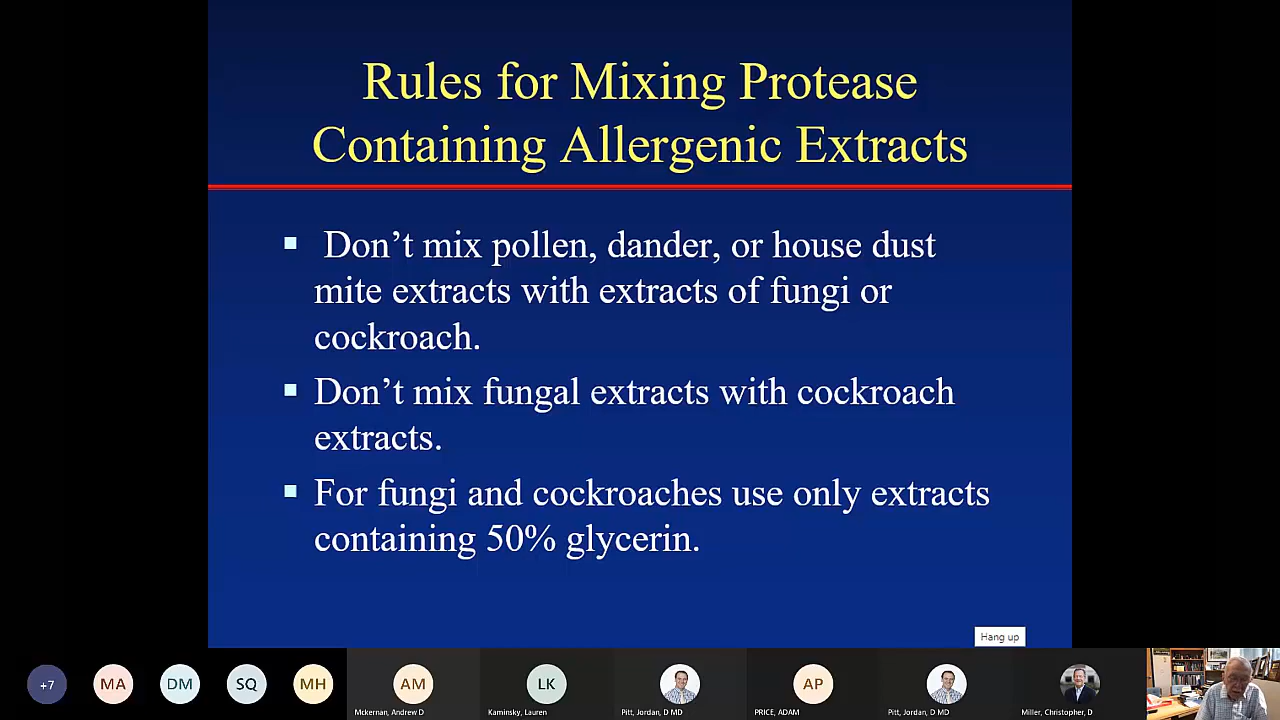 Rules for Mixing Protease
Containing Allergenic Extracts
Don't mix pollen, dander, or house dust
mite extracts with extracts of fungi or
cockroach.
Don't mix fungal extracts with cockroach
extracts.
For fungi and cockroaches use only extracts
containing 50% glycerin.
Hang up
+7
MA
DM
SQ
MH
AM
LK
AP
Mckernan, Andrew D
Kaminsky, Lauren
Pitt, Jordan D MD
PRICE, ADAM
Pitt, Jordan D MD
Miller, Christopher, D